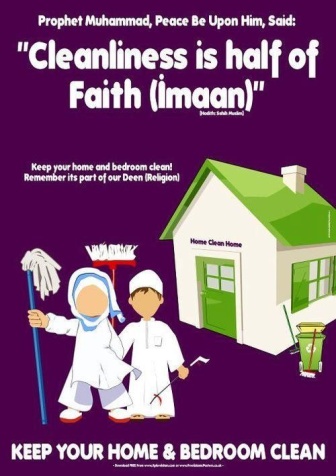 Prophet Muhammad, Peace Be Upon Him, Said:
"Cleanliness is half of
Faith (İmaan)"
(Hadith: Sahih Muslim)
Keep your home and bedroom clean!
Remember its part of our Deen (Religion)
Home Clean Home
KEEP YOUR HOME & BEDROOM CLEAN